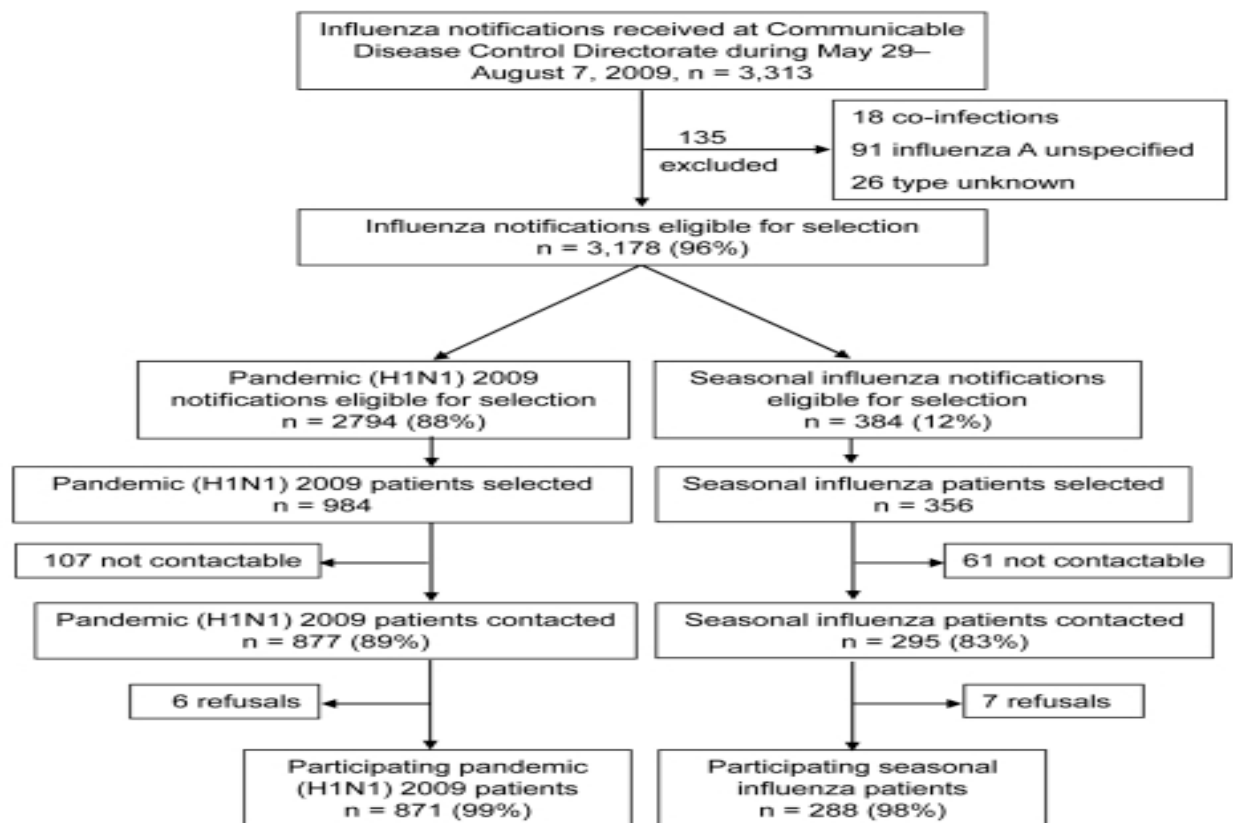 Influenza notifications received at Communicable
Disease Control Directorate during May 29–
August 7, 2009, n = 3,313
135
excluded
18 co-infections
91 influenza A unspecified
26 type unknown
Influenza notifications eligible for selection
n = 3,178 (96%)
Pandemic (H1N1) 2009
notifications eligible for selection
n = 2794 (88%)
Seasonal influenza notifications
eligible for selection
n = 384 (12%)
Pandemic (H1N1) 2009 patients selected
n = 984
Seasonal influenza patients selected
n = 356
107 not contactable
61 not contactable
Pandemic (H1N1) 2009 patients contacted
n = 877 (89%)
Seasonal influenza patients contacted
n = 295 (83%)
6 refusals
7 refusals
Participating pandemic
(H1N1) 2009 patients
n = 871 (99%)
Participating seasonal
influenza patients
n = 288 (98%)